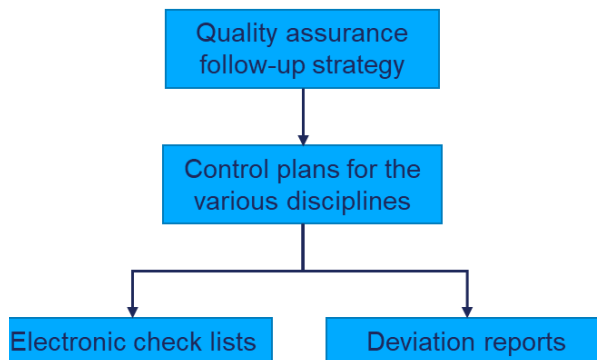 Quality assurance
follow-up strategy
Control plans for the
various disciplines
Electronic check lists
Deviation reports